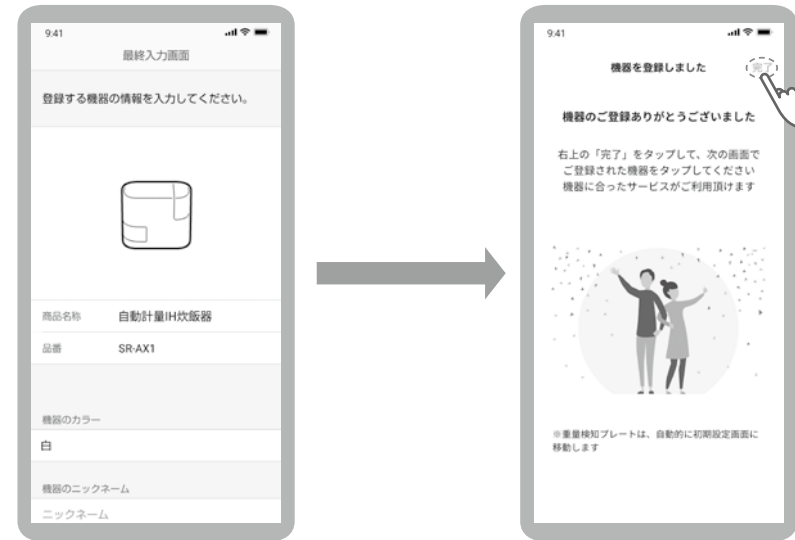 9:41
最終入力画面
登録する機器の情報を入力してください。
商品名称 自動計量IH炊飯器
品番 SR-AX1
機器のカラー
白
機器のニックネーム
ニックネーム
9:41
機器を登録しました 完了
機器のご登録ありがとうございました
右上の「完了」をタップして、次の画面で
ご登録された機器をタップしてください
機器に合ったサービスがご利用頂けます
※重量検知プレートは、自動的に初期設定画面に
移動します